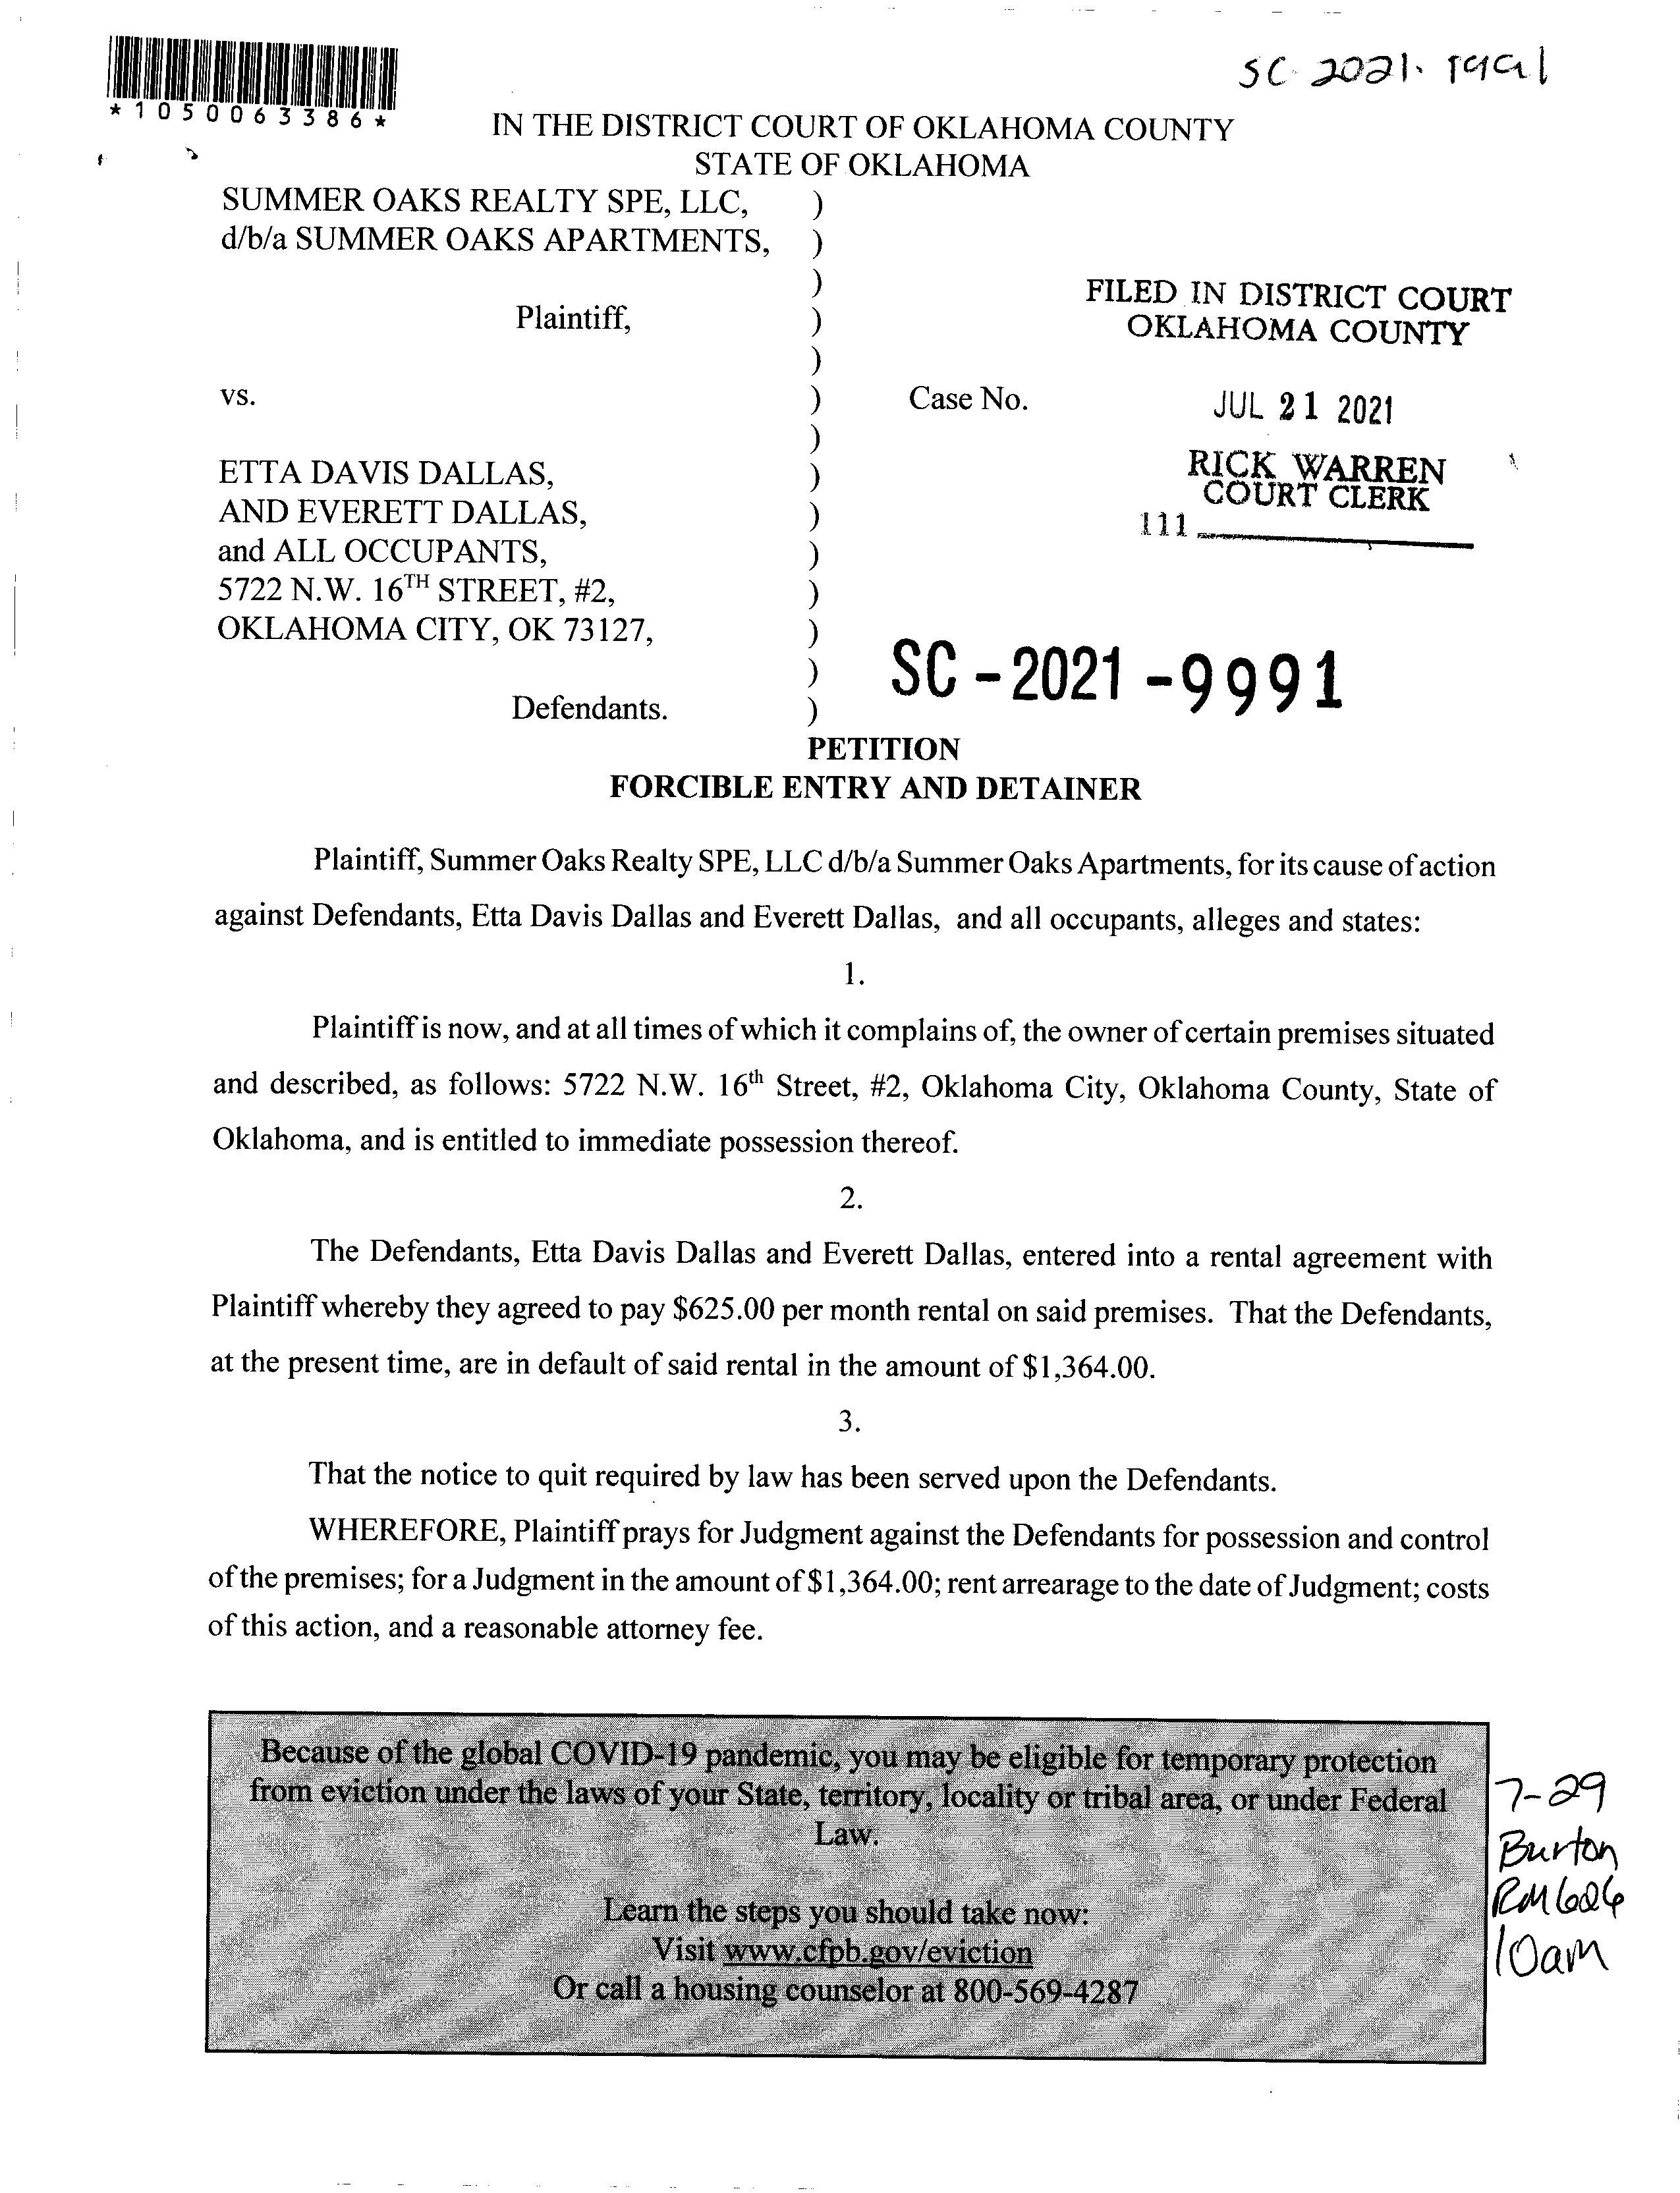 SC 2021-
*1050063386*
IN THE DISTRICT COURT OF OKLAHOMA COUNTY
STATE OF OKLAHOMA
SUMMER OAKS REALTY SPE, LLC, )
d/b/a SUMMER OAKS APARTMENTS, )
)
Plaintiff, )
)
vs. )
)
ETTA DAVIS DALLAS, )
AND EVERETT DALLAS, )
and ALL OCCUPANTS, )
5722 N.W. 16TH STREET, #2, )
OKLAHOMA CITY, OK 73127, )
)
Defendants. )
FILED IN DISTRICT COURT
OKLAHOMA COUNTY
Case No.
JUL 21 2021
RICK WARREN
COURT CLERK
111
SC-2021-9991
PETITION
FORCIBLE ENTRY AND DETAINER
Plaintiff, Summer Oaks Realty SPE, LLC d/b/a Summer Oaks Apartments, for its cause of action
against Defendants, Etta Davis Dallas and Everett Dallas, and all occupants, alleges and states:
1.
Plaintiff is now, and at all times of which it complains of, the owner of certain premises situated
and described, as follows: 5722 N.W. 16th Street, #2, Oklahoma City, Oklahoma County, State of
Oklahoma, and is entitled to immediate possession thereof.
2.
The Defendants, Etta Davis Dallas and Everett Dallas, entered into a rental agreement with
Plaintiff whereby they agreed to pay $625.00 per month rental on said premises. That the Defendants,
at the present time, are in default of said rental in the amount of $1,364.00.
3.
That the notice to quit required by law has been served upon the Defendants.
WHEREFORE, Plaintiff prays for Judgment against the Defendants for possession and control
of the premises; for a Judgment in the amount of $1,364.00; rent arrearage to the date of Judgment; costs
of this action, and a reasonable attorney fee.
Because of the global COVID-19 pandemic, you may be eligible for temporary protection
from eviction under the laws of your State, territory, locality or tribal area, or under Federal
Law.
Learn the steps you should take now:
Visit www.cfpb.gov/eviction
Or call a housing counselor at 800-569-4287
7-29
Burton
RM 626
10am